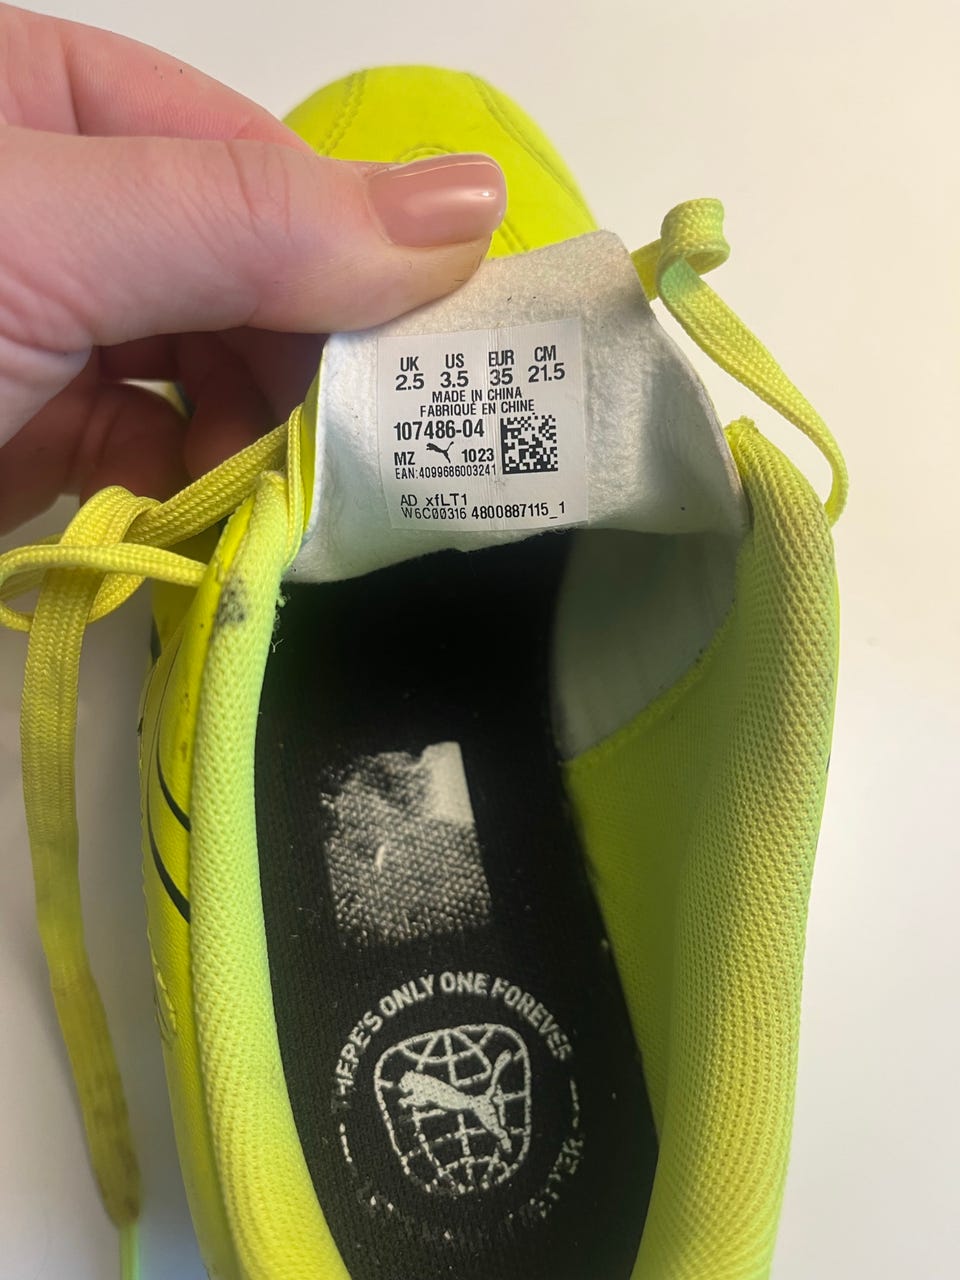 UK US EUR CM
2.5 3.5 35 21.5
MADE IN CHINA
FABRIQUÉ EN CHINE
107486-04
MZ 1023
EAN:4099686003241
AD xfLT1
W6C00316 4800887115_1
THERE'S ONLY ONE FOREVER